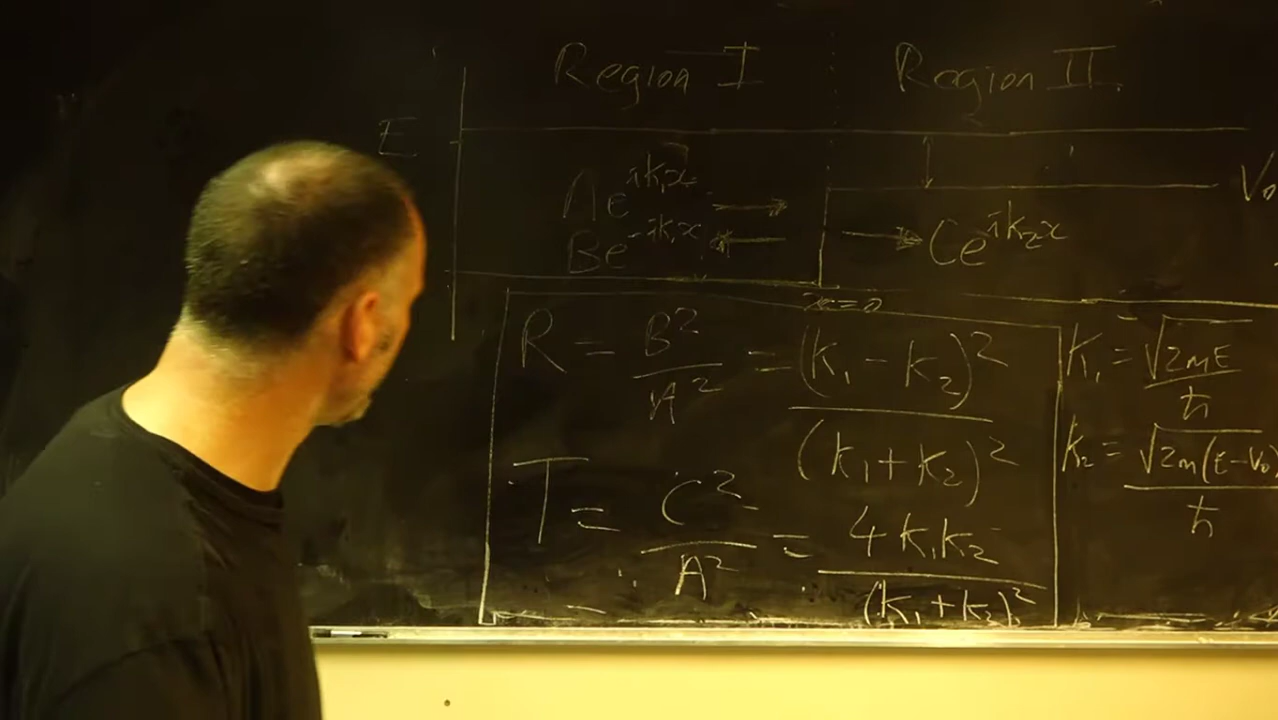 Region I Region II
E
Ae^{ik₁x} → V₀
Be^{-ik₁x} ← → Ce^{ik₂x}
x=0
R = B²/A² = (k₁ - k₂)²/(k₁+k₂)²
k₁ = √2mE/ħ
k₂ = √2m(E-V₀)/ħ
T = C²/A² = 4k₁k₂/(k₁+k₂)²